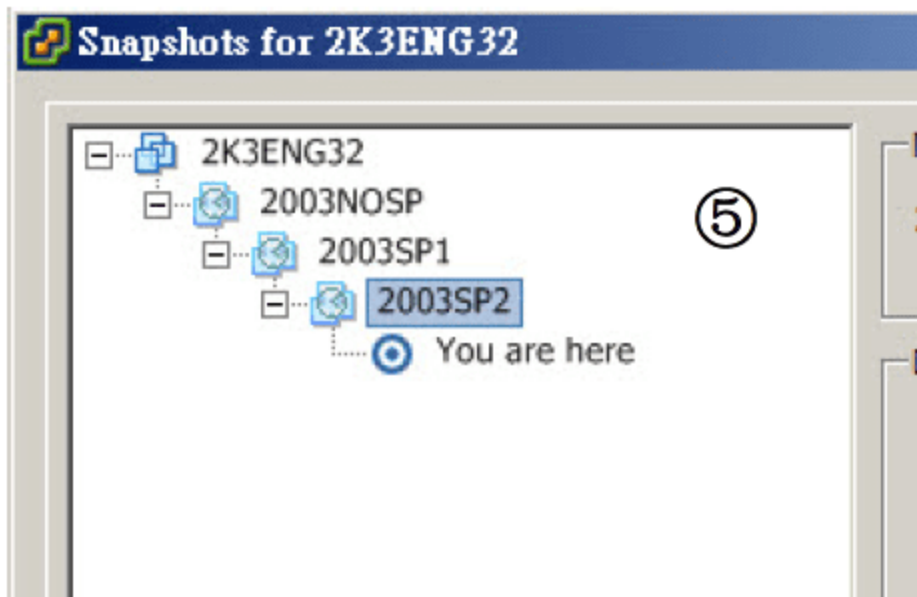 Snapshots for 2K3ENG32
2K3ENG32
2003NOSP
⑤
2003SP1
2003SP2
You are here